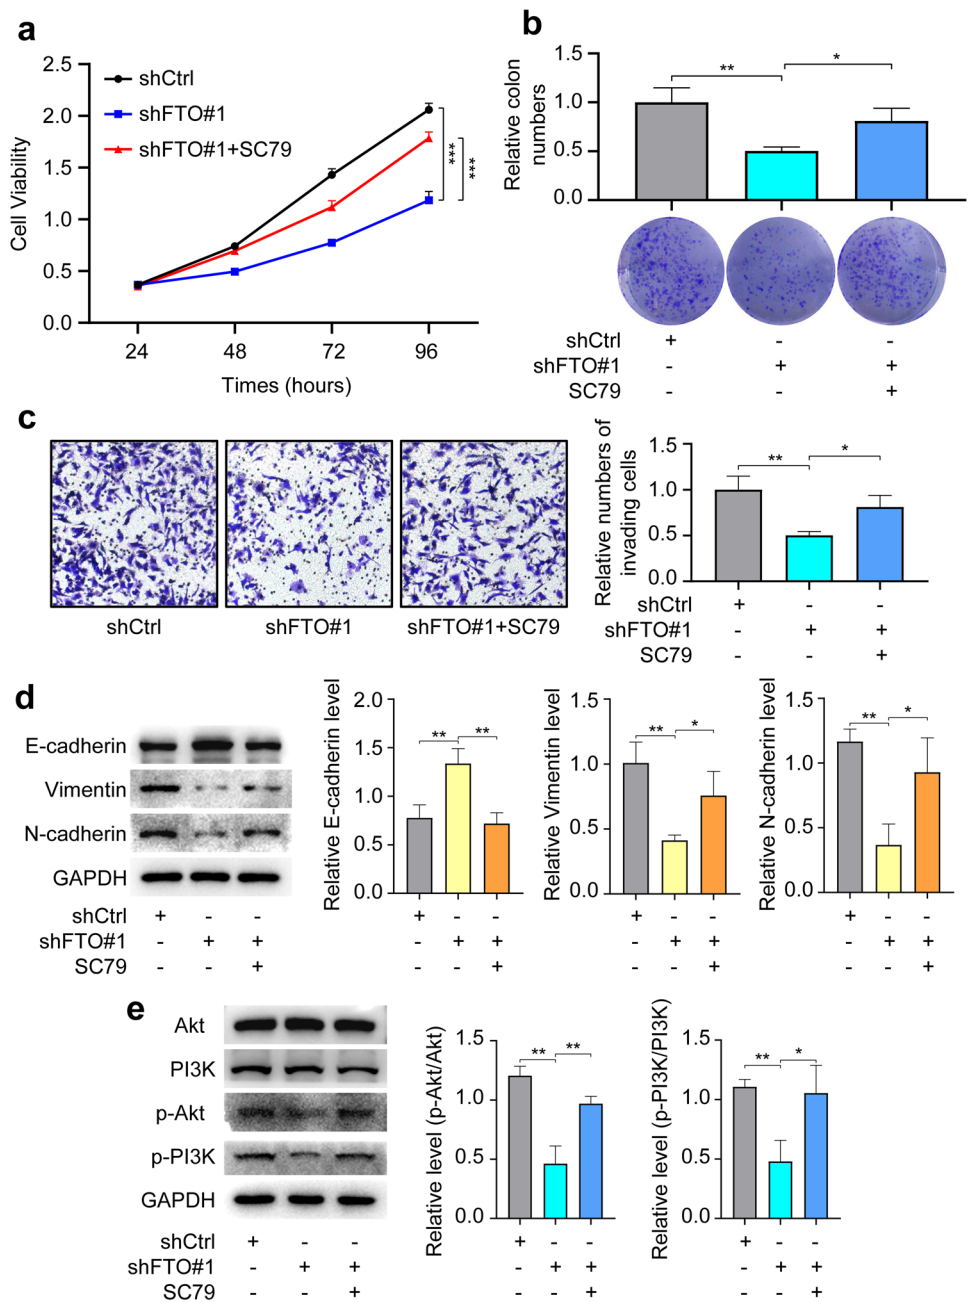 a
2.5
2.0
1.5
1.0
0.5
0.0
Cell Viability
shCtrl
shFTO#1
shFTO#1+SC79
***
***
24 48 72 96
Times (hours)
b
1.5
1.0
0.5
0.0
Relative colon
numbers
** *
shCtrl + - -
shFTO#1 - + +
SC79 - - +
c
shCtrl shFTO#1 shFTO#1+SC79
Relative numbers of
invading cells
1.5
1.0
0.5
0.0
** *
shCtrl + - -
shFTO#1 - + +
SC79 - - +
d
E-cadherin
Vimentin
N-cadherin
GAPDH
shCtrl + - -
shFTO#1 - + +
SC79 - - +
Relative E-cadherin level
2.0
1.5
1.0
0.5
0.0
** **
+ - -
- + +
- - +
Relative Vimentin level
1.5
1.0
0.5
0.0
** *
+ - -
- + +
- - +
Relative N-cadherin level
1.5
1.0
0.5
0.0
** *
+ - -
- + +
- - +
e
Akt
PI3K
p-Akt
p-PI3K
GAPDH
shCtrl + - -
shFTO#1 - + +
SC79 - - +
Relative level (p-Akt/Akt)
1.5
1.0
0.5
0.0
** **
+ - -
- + +
- - +
Relative level (p-PI3K/PI3K)
1.5
1.0
0.5
0.0
** *
+ - -
- + +
- - +